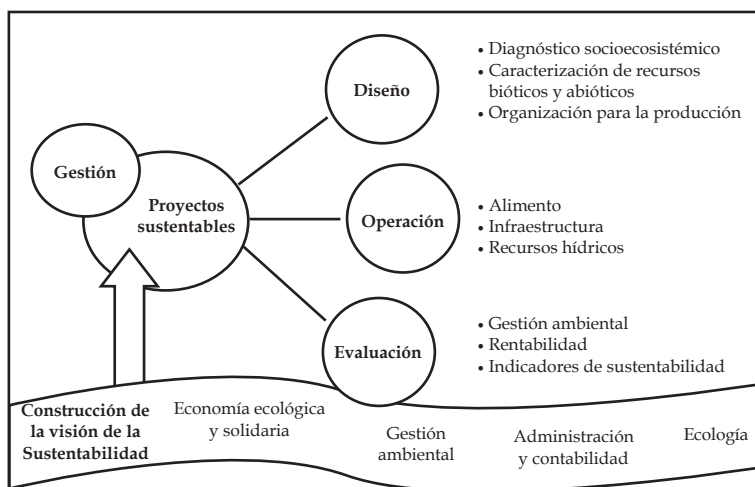 Diseño
• Diagnóstico socioecosistémico
• Caracterización de recursos
bióticos y abióticos
• Organización para la producción
Gestión
Proyectos
sustentables
Operación
• Alimento
• Infraestructura
• Recursos hídricos
Evaluación
• Gestión ambiental
• Rentabilidad
• Indicadores de sustentabilidad
Construcción de
la visión de la
Sustentabilidad
Economía ecológica
y solidaria
Gestión
ambiental
Administración
y contabilidad
Ecología